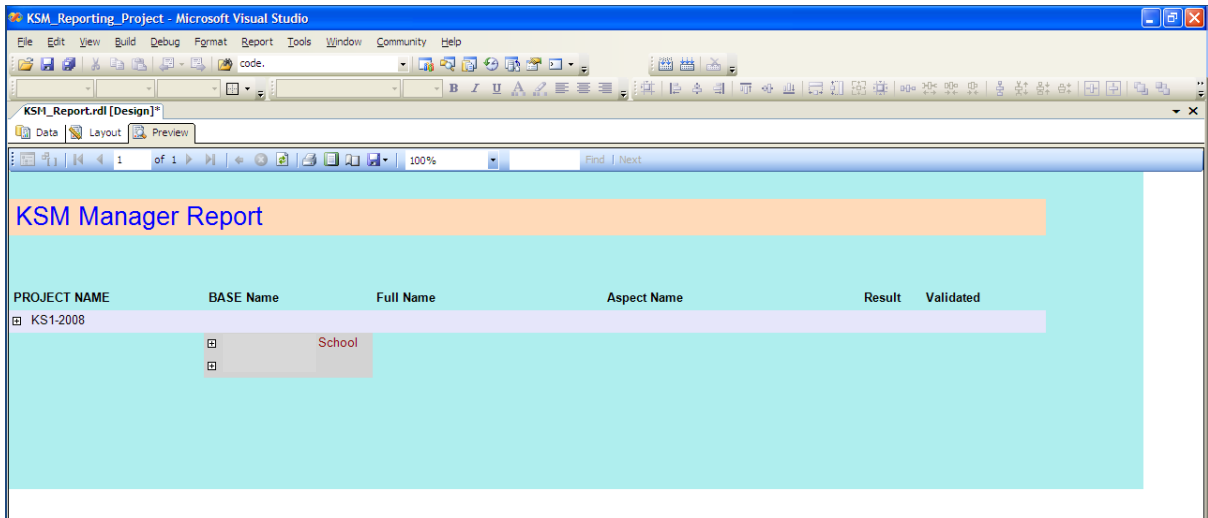 KSM_Reporting_Project - Microsoft Visual Studio
File Edit View Build Debug Format Report Tools Window Community Help
code.
B I U A
KSM_Report.rdl [Design]*
Data Layout Preview
1 of 1 100% Find | Next
KSM Manager Report
PROJECT NAME BASE Name Full Name Aspect Name Result Validated
KS1-2008
School